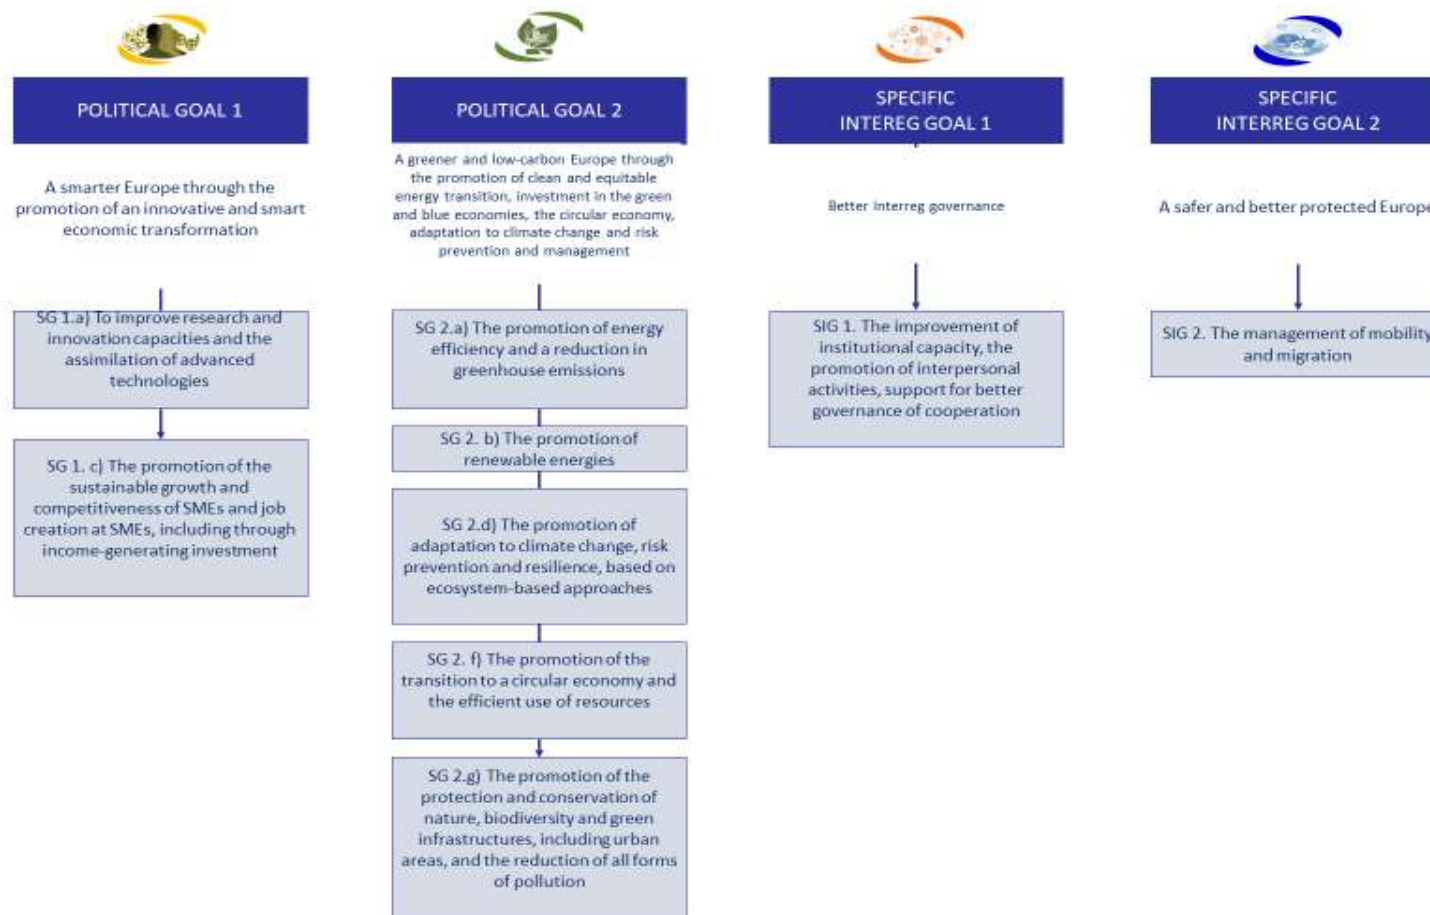 POLITICAL GOAL 1
A smarter Europe through the
promotion of an innovative and smart
economic transformation
SG 1.a) To improve research and
innovation capacities and the
assimilation of advanced
technologies
SG 1. c) The promotion of the
sustainable growth and
competitiveness of SMEs and job
creation at SMEs, including through
income-generating investment
POLITICAL GOAL 2
A greener and low-carbon Europe through
the promotion of clean and equitable
energy transition, investment in the green
and blue economies, the circular economy,
adaptation to climate change and risk
prevention and management
SG 2.a) The promotion of energy
efficiency and a reduction in
greenhouse emissions
SG 2. b) The promotion of
renewable energies
SG 2.d) The promotion of
adaptation to climate change, risk
prevention and resilience, based on
ecosystem-based approaches
SG 2. f) The promotion of the
transition to a circular economy and
the efficient use of resources
SG 2.g) The promotion of the
protection and conservation of
nature, biodiversity and green
infrastructures, including urban
areas, and the reduction of all forms
of pollution
SPECIFIC
INTEREG GOAL 1
Better Interreg governance
SIG 1. The improvement of
institutional capacity, the
promotion of interpersonal
activities, support for better
governance of cooperation
SPECIFIC
INTERREG GOAL 2
A safer and better protected Europe
SIG 2. The management of mobility
and migration